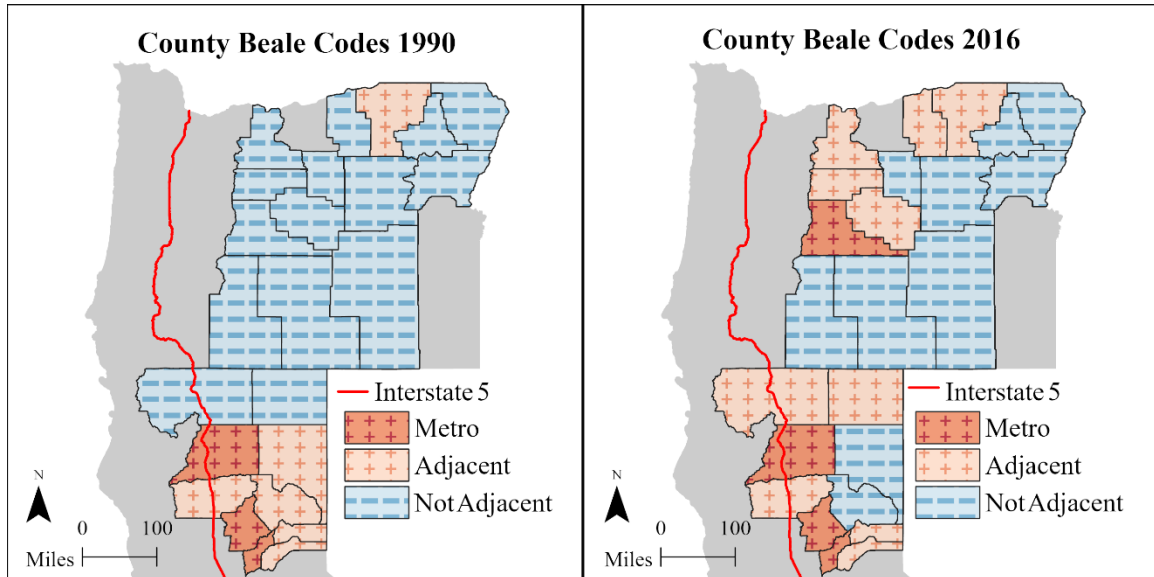 County Beale Codes 1990
Interstate 5
Metro
Adjacent
Not Adjacent
N
0 100
Miles
County Beale Codes 2016
Interstate 5
Metro
Adjacent
Not Adjacent
N
0 100
Miles